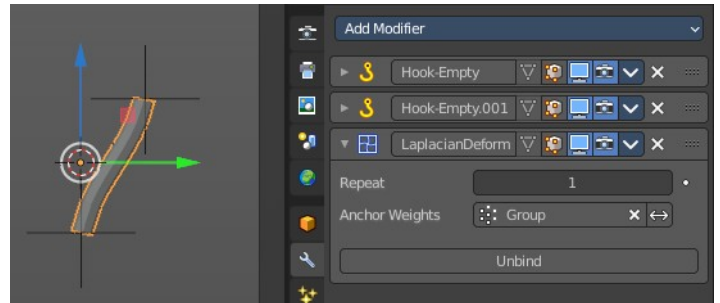 Add Modifier
Hook-Empty
Hook-Empty.001
LaplacianDeform
Repeat 1
Anchor Weights Group
Unbind